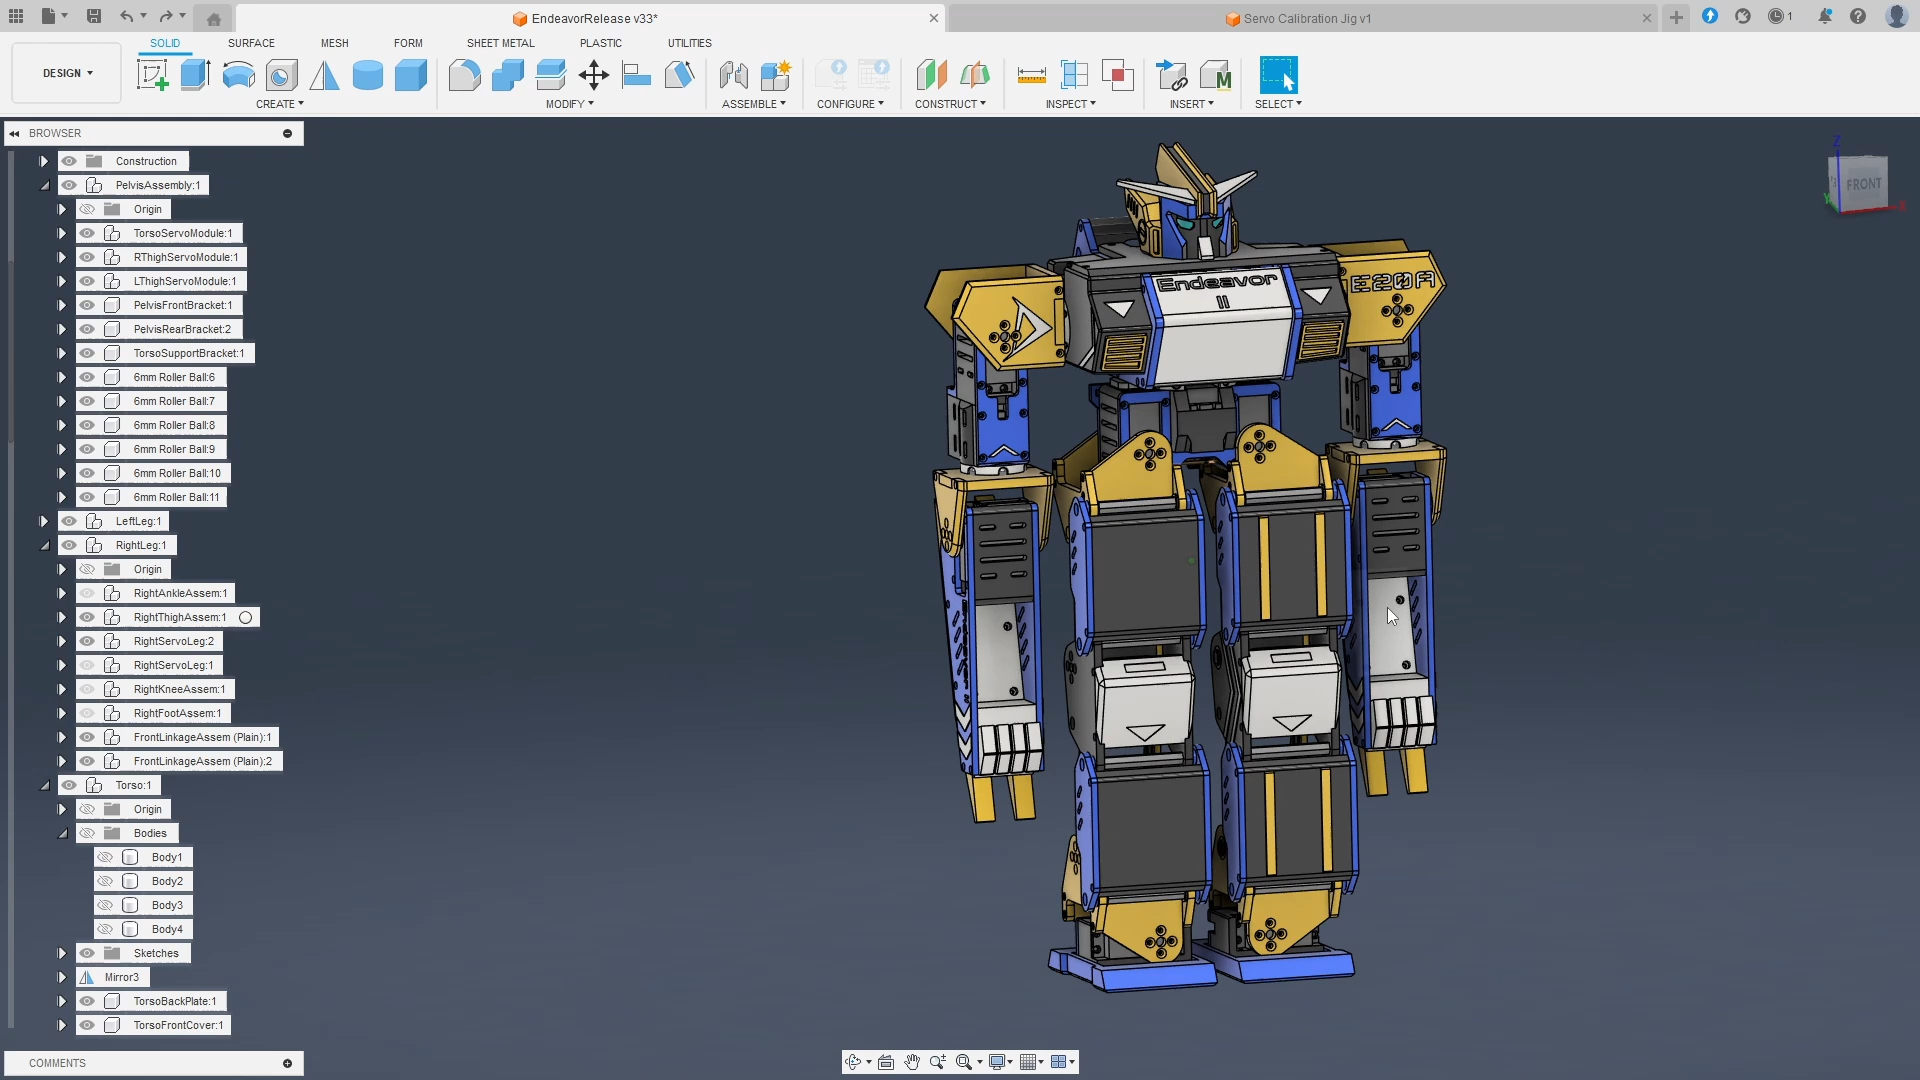 EndeavorRelease v33*
Servo Calibration Jig v1
1
DESIGN
SOLID
SURFACE
MESH
FORM
SHEET METAL
PLASTIC
UTILITIES
CREATE
MODIFY
ASSEMBLE
CONFIGURE
CONSTRUCT
INSPECT
INSERT
SELECT
BROWSER
Construction
PelvisAssembly:1
Origin
TorsoServoModule:1
RThighServoModule:1
LThighServoModule:1
PelvisFrontBracket:1
PelvisRearBracket:2
TorsoSupportBracket:1
6mm Roller Ball:6
6mm Roller Ball:7
6mm Roller Ball:8
6mm Roller Ball:9
6mm Roller Ball:10
6mm Roller Ball:11
LeftLeg:1
RightLeg:1
Origin
RightAnkleAssem:1
RightThighAssem:1
RightServoLeg:2
RightServoLeg:1
RightKneeAssem:1
RightFootAssem:1
FrontLinkageAssem (Plain):1
FrontLinkageAssem (Plain):2
Torso:1
Origin
Bodies
Body1
Body2
Body3
Body4
Sketches
Mirror3
TorsoBackPlate:1
TorsoFrontCover:1
COMMENTS
Endeavor
II
E20A
Z
FRONT
X
Y